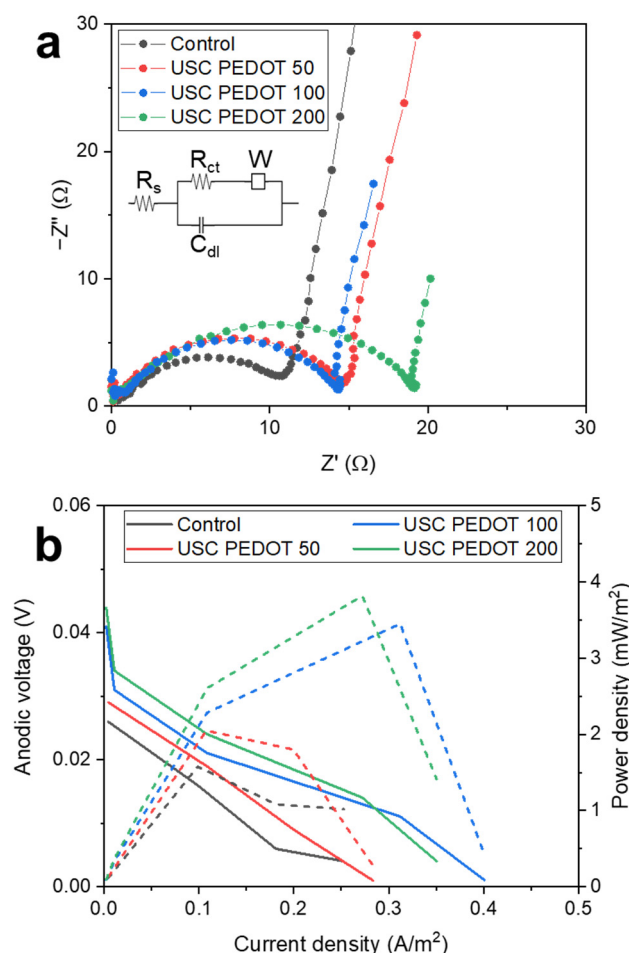 a
Control
USC PEDOT 50
USC PEDOT 100
USC PEDOT 200
Rs
Rct
W
Cdl
−Z″ (Ω)
30
20
10
0
0
10
20
30
Z' (Ω)
b
Control
USC PEDOT 50
USC PEDOT 100
USC PEDOT 200
Anodic voltage (V)
0.06
0.04
0.02
0.00
Power density (mW/m²)
5
4
3
2
1
0
0.0
0.1
0.2
0.3
0.4
0.5
Current density (A/m²)